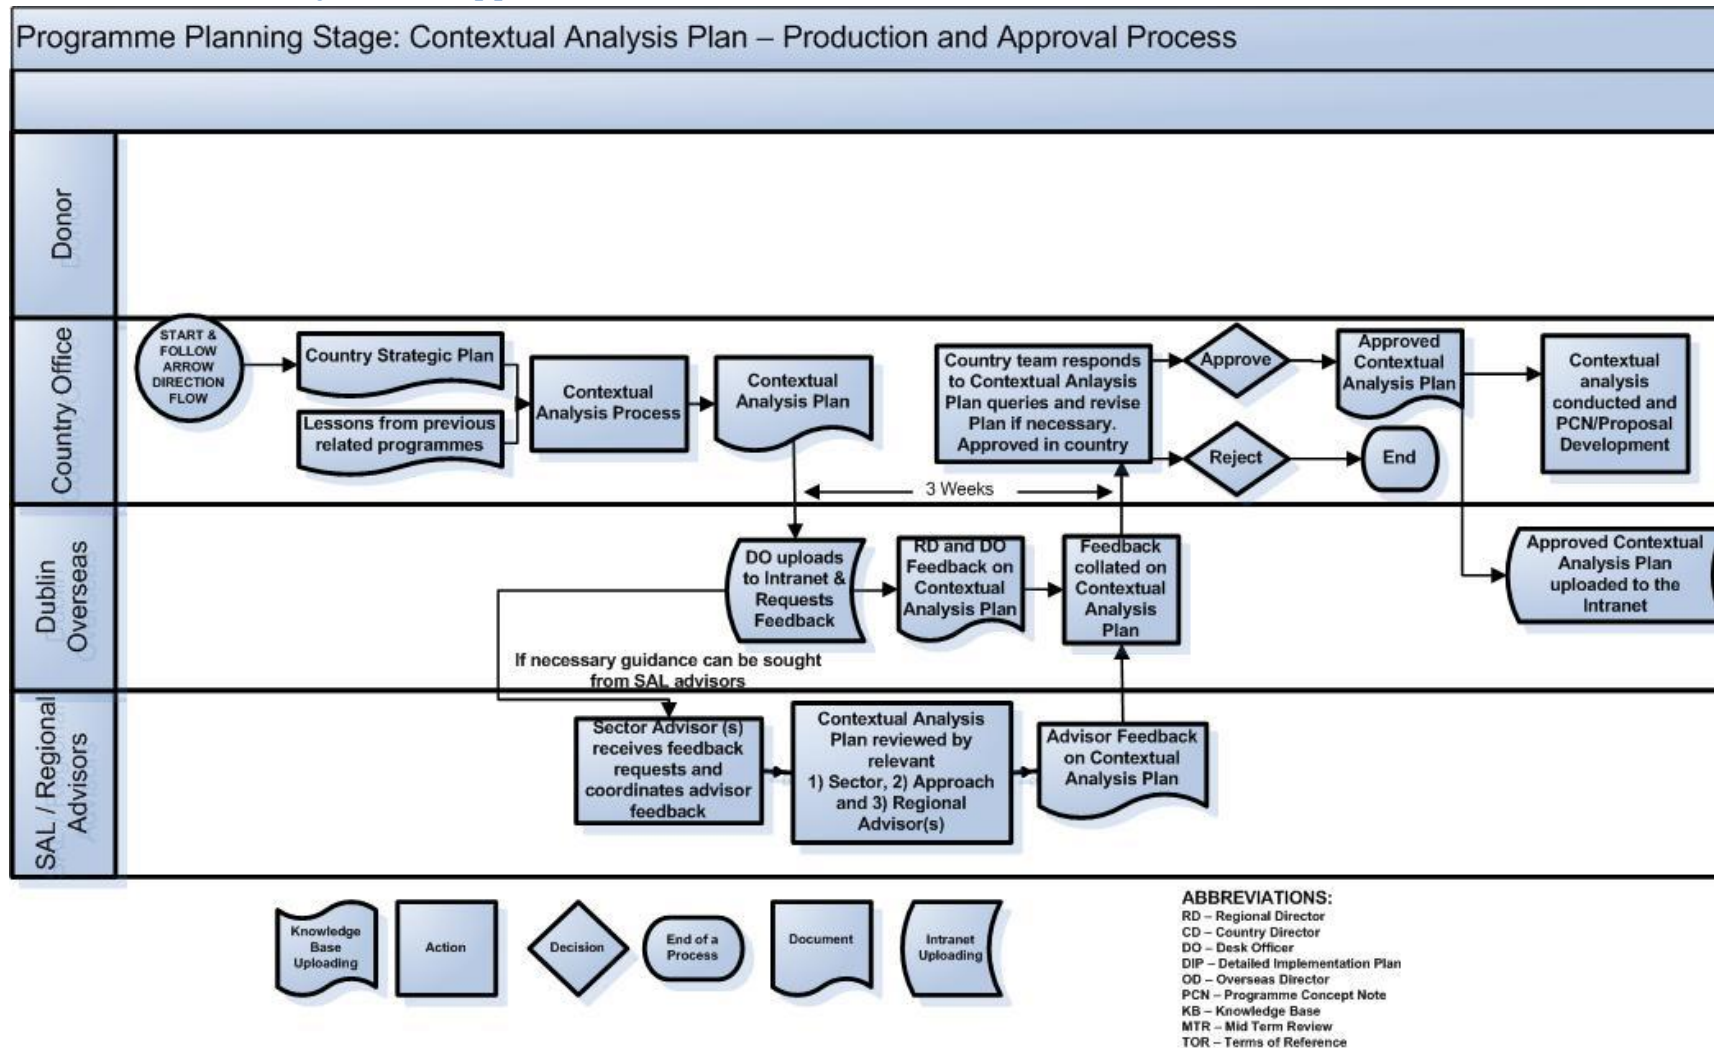 Programme Planning Stage: Contextual Analysis Plan – Production and Approval Process
Donor
Country Office
START &
FOLLOW
ARROW
DIRECTION
FLOW
Country Strategic Plan
Lessons from previous
related programmes
Contextual
Analysis Process
Contextual
Analysis Plan
Country team responds
to Contextual Anlaysis
Plan queries and revise
Plan if necessary.
Approved in country
Approve
Reject
Approved
Contextual
Analysis Plan
End
Contextual
analysis
conducted and
PCN/Proposal
Development
3 Weeks
Dublin
Overseas
DO uploads
to Intranet &
Requests
Feedback
RD and DO
Feedback on
Contextual
Analysis Plan
Feedback
collated on
Contextual
Analysis
Plan
Approved Contextual
Analysis Plan
uploaded to the
Intranet
If necessary guidance can be sought
from SAL advisors
SAL / Regional
Advisors
Sector Advisor (s)
receives feedback
requests and
coordinates advisor
feedback
Contextual Analysis
Plan reviewed by
relevant
1) Sector, 2) Approach
and 3) Regional
Advisor(s)
Advisor Feedback
on Contextual
Analysis Plan
Knowledge
Base
Uploading
Action
Decision
End of a
Process
Document
Intranet
Uploading
ABBREVIATIONS:
RD – Regional Director
CD – Country Director
DO – Desk Officer
DIP – Detailed Implementation Plan
OD – Overseas Director
PCN – Programme Concept Note
KB – Knowledge Base
MTR – Mid Term Review
TOR – Terms of Reference